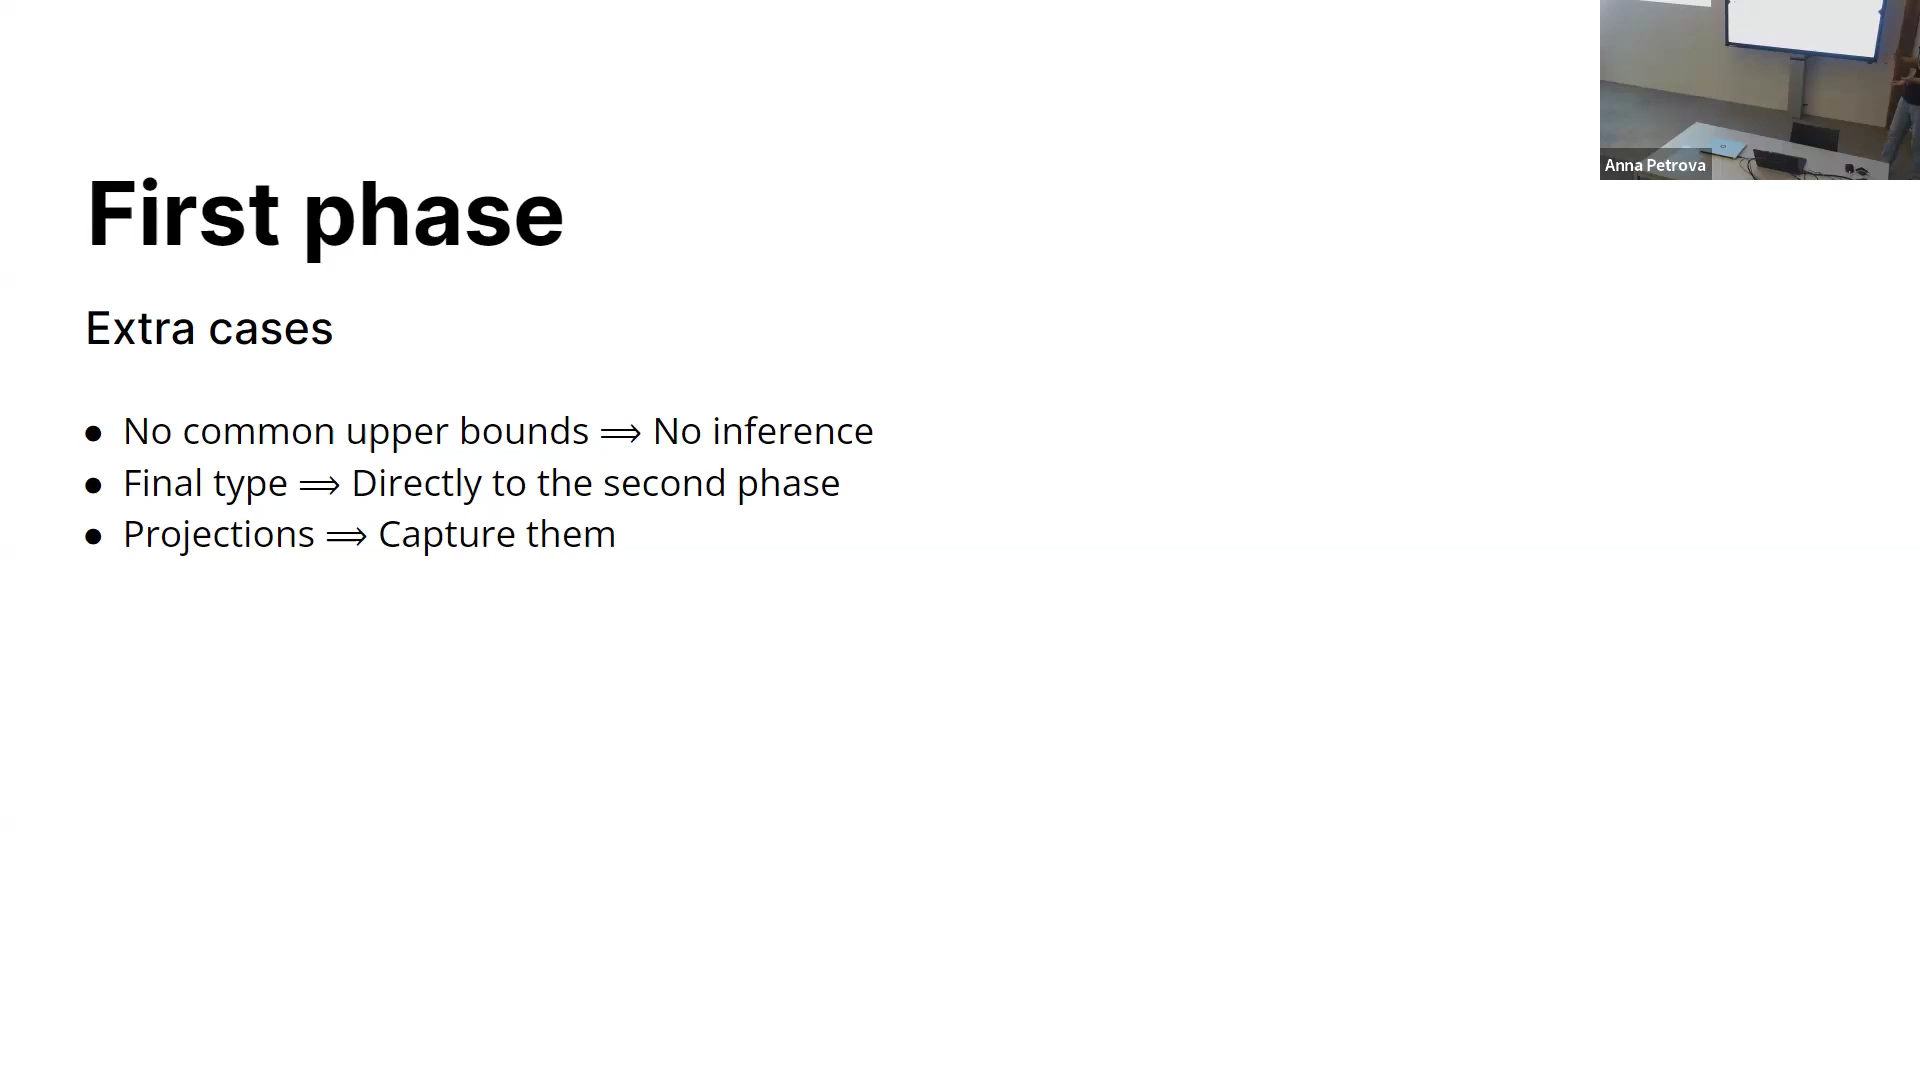 First phase
Extra cases
● No common upper bounds ⟹ No inference
● Final type ⟹ Directly to the second phase
● Projections ⟹ Capture them
Anna Petrova